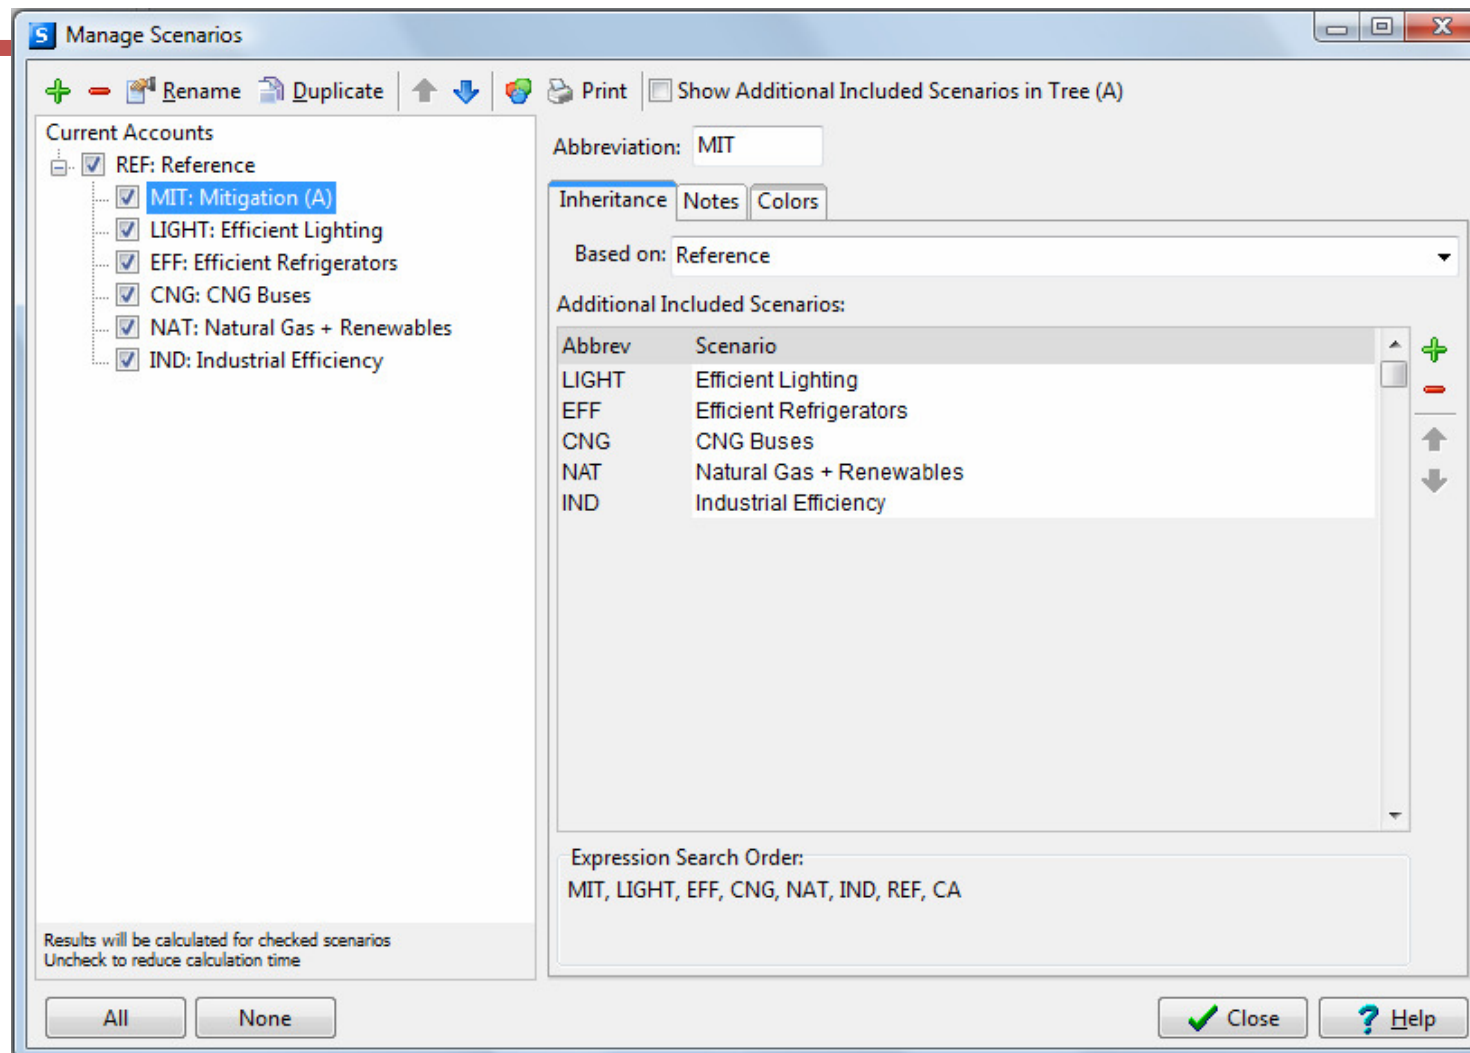 S Manage Scenarios
Rename Duplicate Print Show Additional Included Scenarios in Tree (A)
Current Accounts
REF: Reference
MIT: Mitigation (A)
LIGHT: Efficient Lighting
EFF: Efficient Refrigerators
CNG: CNG Buses
NAT: Natural Gas + Renewables
IND: Industrial Efficiency
Results will be calculated for checked scenarios
Uncheck to reduce calculation time
Abbreviation: MIT
Inheritance Notes Colors
Based on: Reference
Additional Included Scenarios:
Abbrev Scenario
LIGHT Efficient Lighting
EFF Efficient Refrigerators
CNG CNG Buses
NAT Natural Gas + Renewables
IND Industrial Efficiency
Expression Search Order:
MIT, LIGHT, EFF, CNG, NAT, IND, REF, CA
All None Close Help